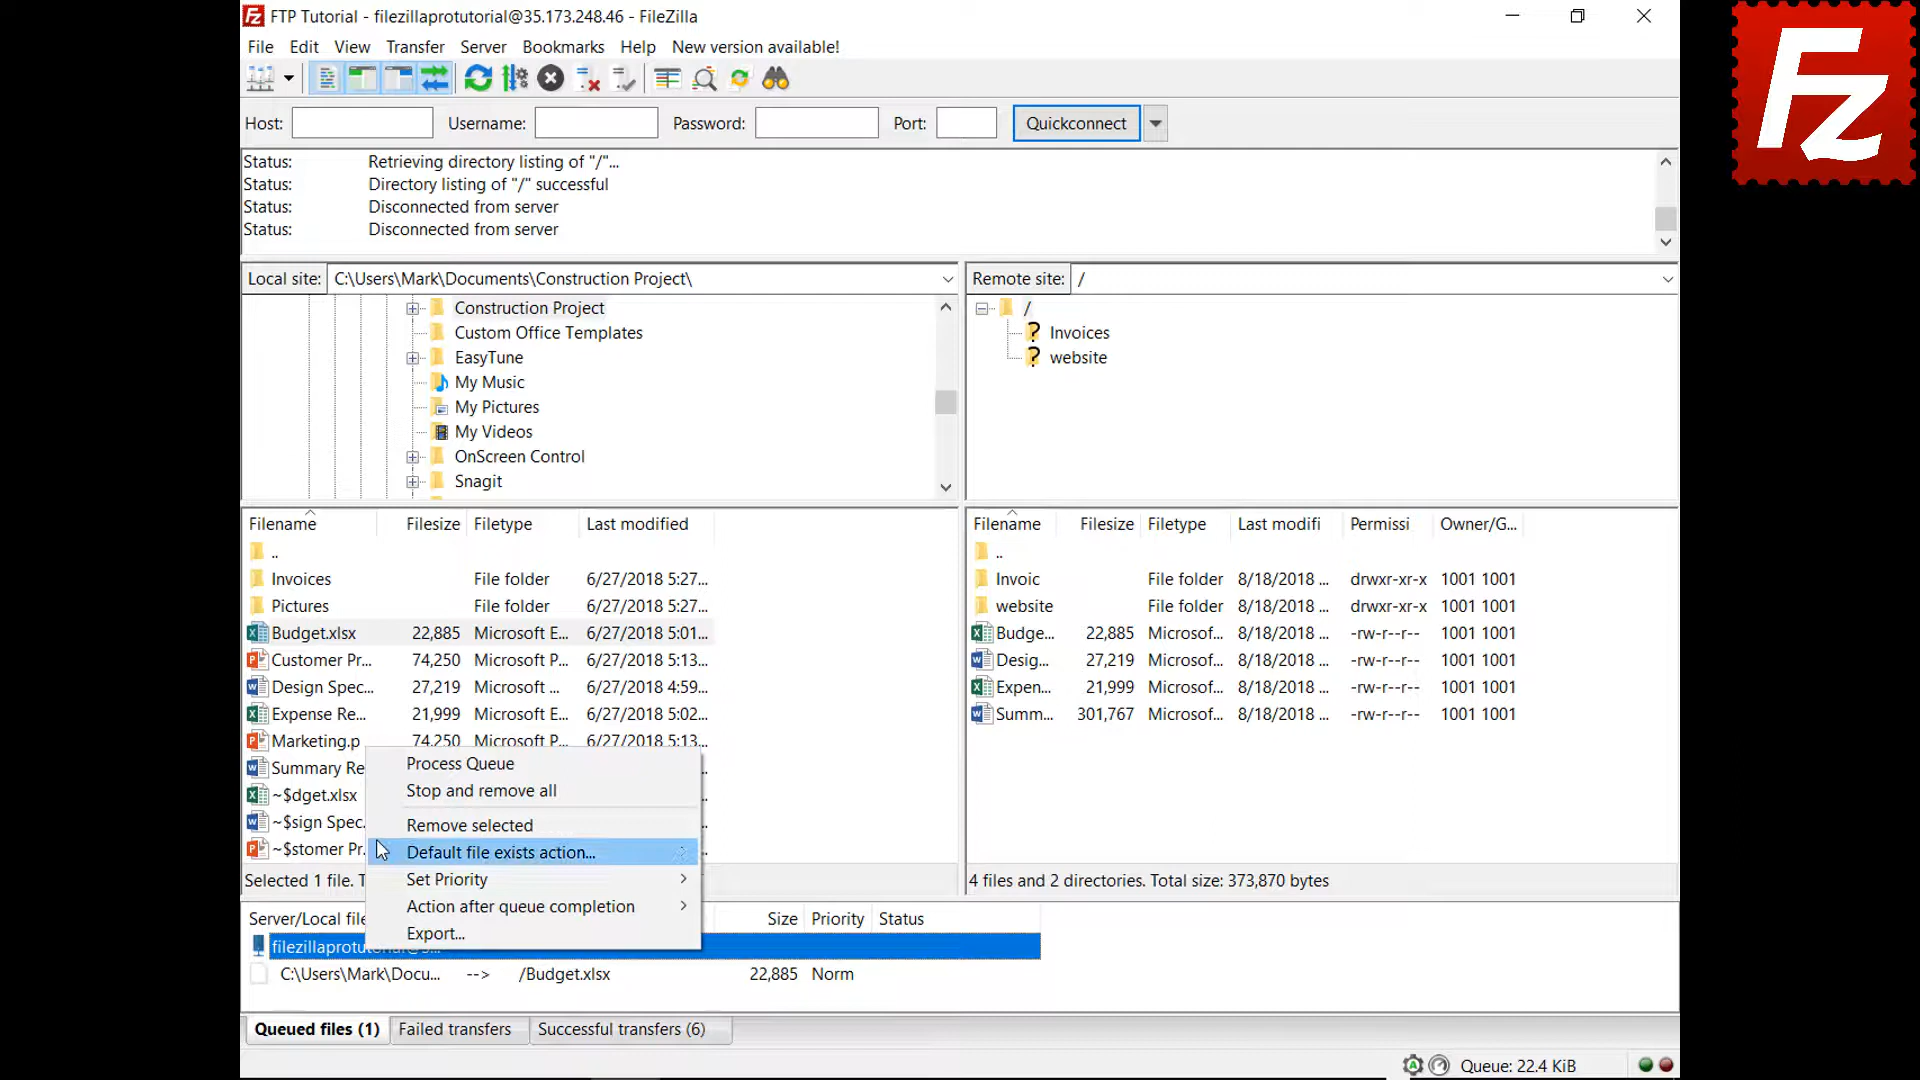 FTP Tutorial - filezillaprotutorial@35.173.248.46 - FileZilla
File Edit View Transfer Server Bookmarks Help New version available!
Host: Username: Password: Port: Quickconnect
Status: Retrieving directory listing of "/"...
Status: Directory listing of "/" successful
Status: Disconnected from server
Status: Disconnected from server
Local site: C:\Users\Mark\Documents\Construction Project\
Construction Project
Custom Office Templates
EasyTune
My Music
My Pictures
My Videos
OnScreen Control
Snagit
Remote site: /
/
Invoices
website
Filename Filesize Filetype Last modified
..
Invoices File folder 6/27/2018 5:27...
Pictures File folder 6/27/2018 5:27...
Budget.xlsx 22,885 Microsoft E... 6/27/2018 5:01...
Customer Pr... 74,250 Microsoft P... 6/27/2018 5:13...
Design Spec... 27,219 Microsoft ... 6/27/2018 4:59...
Expense Re... 21,999 Microsoft E... 6/27/2018 5:02...
Marketing.p 74,250 Microsoft P... 6/27/2018 5:13...
Summary Re
~$dget.xlsx
~$sign Spec.
~$stomer Pr.
Selected 1 file. T
Filename Filesize Filetype Last modifi Permissi Owner/G...
..
Invoic File folder 8/18/2018 ... drwxr-xr-x 1001 1001
website File folder 8/18/2018 ... drwxr-xr-x 1001 1001
Budge... 22,885 Microsof... 8/18/2018 ... -rw-r--r-- 1001 1001
Desig... 27,219 Microsof... 8/18/2018 ... -rw-r--r-- 1001 1001
Expen... 21,999 Microsof... 8/18/2018 ... -rw-r--r-- 1001 1001
Summ... 301,767 Microsof... 8/18/2018 ... -rw-r--r-- 1001 1001
4 files and 2 directories. Total size: 373,870 bytes
Process Queue
Stop and remove all
Remove selected
Default file exists action...
Set Priority
Action after queue completion
Export...
Server/Local file Size Priority Status
filezillaprotutorial@3...
C:\Users\Mark\Docu... --> /Budget.xlsx 22,885 Norm
Queued files (1) Failed transfers Successful transfers (6)
Queue: 22.4 KiB
Fz